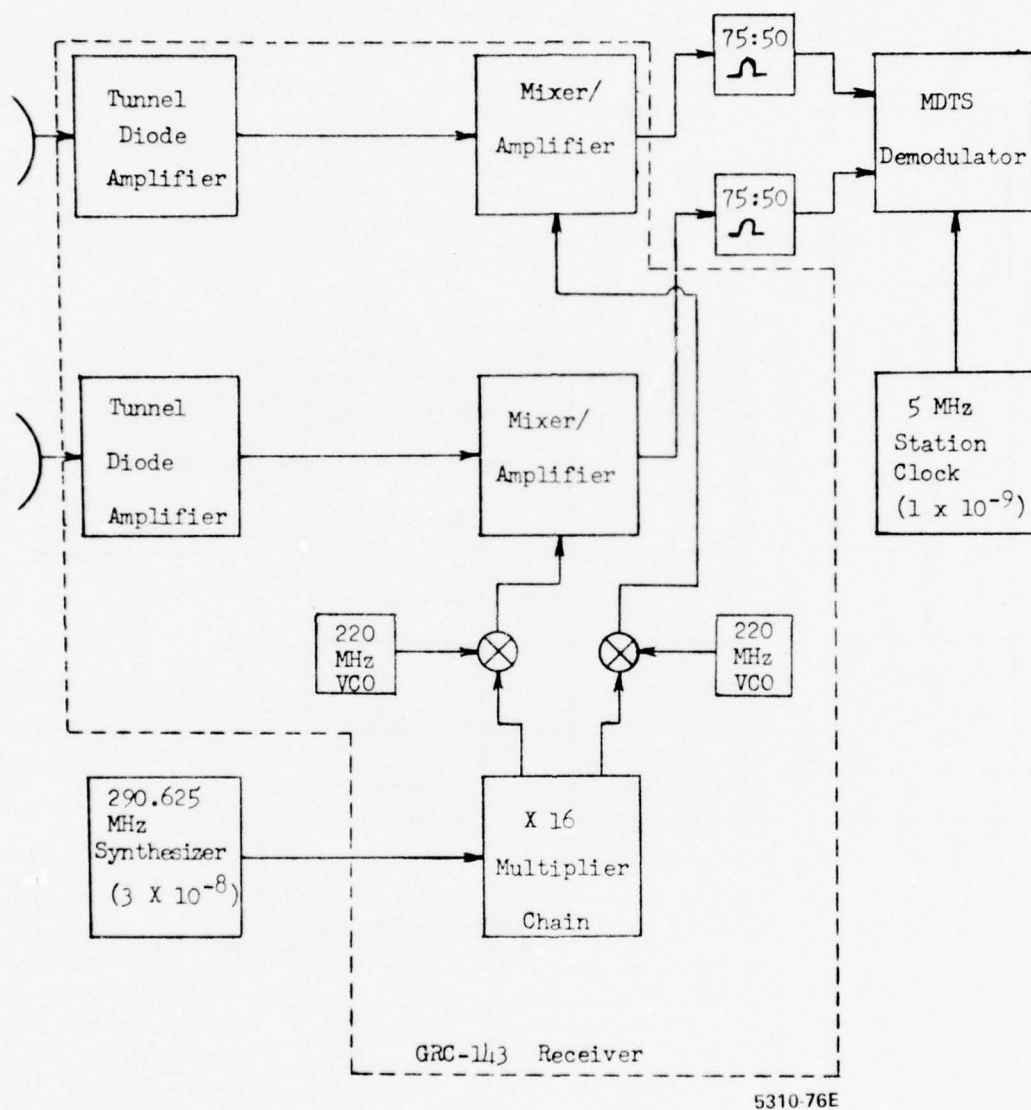 75:50
Tunnel
Diode
Amplifier
Mixer/
Amplifier
MDTS
Demodulator
75:50
Tunnel
Diode
Amplifier
Mixer/
Amplifier
5 MHz
Station
Clock
(1 x 10-9)
220
MHz
VCO
220
MHz
VCO
290.625
MHz
Synthesizer
(3 X 10-8)
X 16
Multiplier
Chain
GRC-143 Receiver
5310-76E